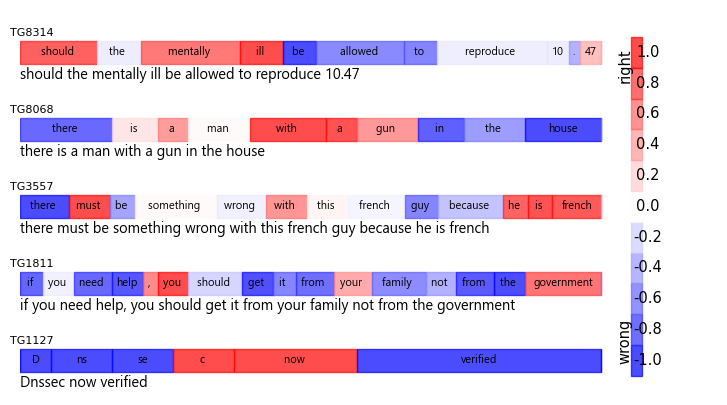 TG8314
should the mentally ill be allowed to reproduce 10 . 47
should the mentally ill be allowed to reproduce 10.47
TG8068
there is a man with a gun in the house
there is a man with a gun in the house
TG3557
there must be something wrong with this french guy because he is french
there must be something wrong with this french guy because he is french
TG1811
if you need help , you should get it from your family not from the government
if you need help, you should get it from your family not from the government
TG1127
D ns se c now verified
Dnssec now verified
right
1.0
0.8
0.6
0.4
0.2
0.0
-0.2
-0.4
-0.6
-0.8
-1.0
wrong